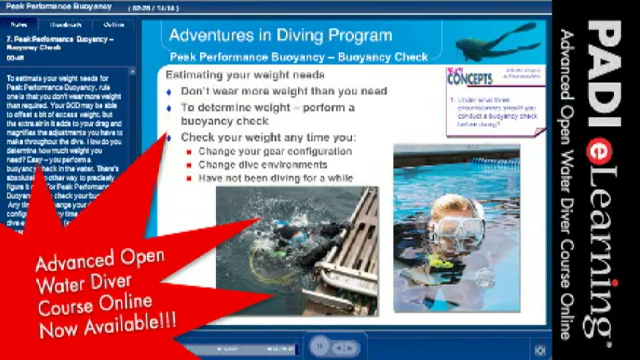 Peak Performance Buoyancy
( 02:28 / 14:14 )
Notes
Thumbnails
Outline
7. Peak Performance Buoyancy –
Buoyancy Check
00:46
To estimate your weight needs for
Peak Performance Buoyancy, rule
one is that you don't wear more weight
than required. Your BCD may be
able to offset a bit of excess weight, but
the extra air in it adds to your drag and
magnifies the adjustments you have to
make throughout the dive. How do you
determine how much weight you
need? Easy – you perform a
buoyancy check in the water. There's
Adventures in Diving Program
Peak Performance Buoyancy – Buoyancy Check
Estimating your weight needs
Don't wear more weight than you need
To determine weight – perform a
buoyancy check
Check your weight any time you:
Change your gear configuration
Change dive environments
Have not been diving for a while
CONCEPTS
1. Under what three
circumstances should you
conduct a buoyancy check
before diving?
Advanced Open
Water Diver
Course Online
Now Available!!!
PADI eLearning®
Advanced Open Water Diver Course Online